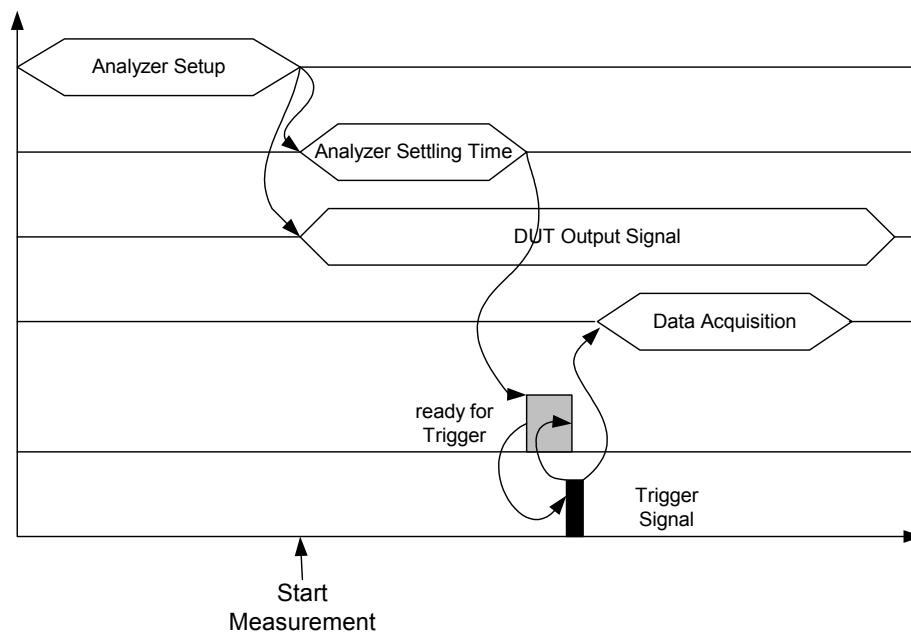 Analyzer Setup
Analyzer Settling Time
DUT Output Signal
Data Acquisition
ready for
Trigger
Trigger
Signal
Start
Measurement